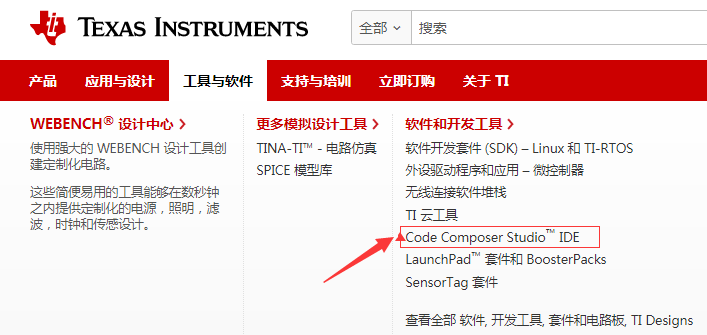 TEXAS INSTRUMENTS
全部 搜索
产品 应用与设计 工具与软件 支持与培训 立即订购 关于 TI
WEBENCH® 设计中心 >
使用强大的 WEBENCH 设计工具创
建定制化电路。
这些简便易用的工具能够在数秒钟
之内提供定制化的电源，照明，滤
波，时钟和传感设计。
更多模拟设计工具 >
TINA-TI™ - 电路仿真
SPICE 模型库
软件和开发工具 >
软件开发套件 (SDK) – Linux 和 TI-RTOS
外设驱动程序和应用 – 微控制器
无线连接软件堆栈
TI 云工具
Code Composer Studio™ IDE
LaunchPad™ 套件和 BoosterPacks
SensorTag 套件
查看全部 软件, 开发工具, 套件和电路板, TI Designs